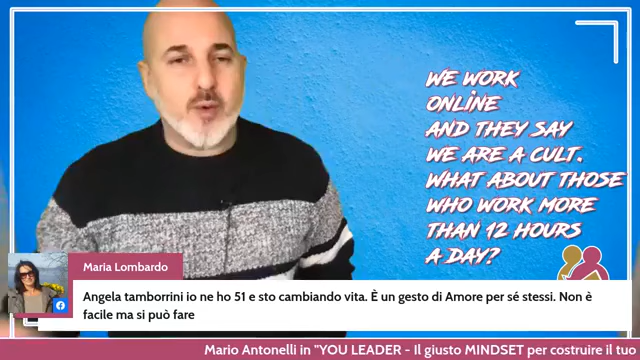 WE WORK
ONLINE
AND THEY SAY
WE ARE A CULT.
WHAT ABOUT THOSE
WHO WORK MORE
THAN 12 HOURS
A DAY?
Maria Lombardo
Angela tamborrini io ne ho 51 e sto cambiando vita. È un gesto di Amore per sé stessi. Non è
facile ma si può fare
Mario Antonelli in "YOU LEADER - Il giusto MINDSET per costruire il tuo